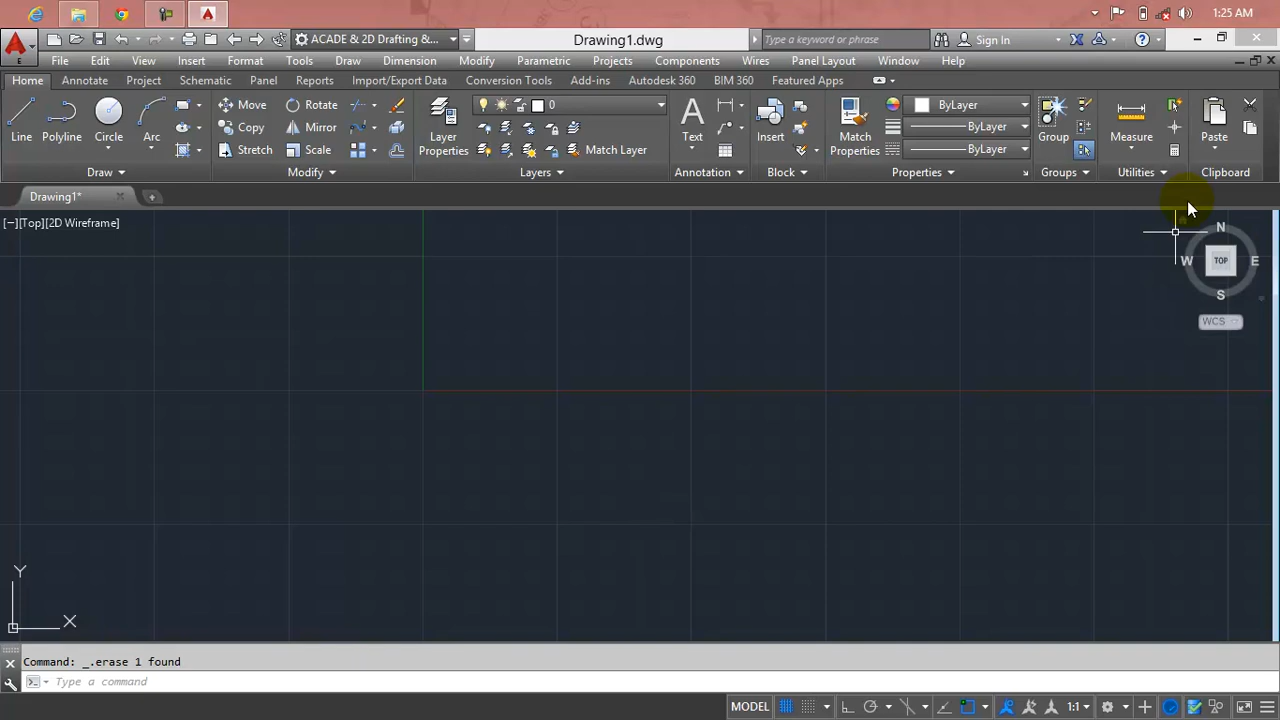 1:25 AM
ACADE & 2D Drafting &... Drawing1.dwg Type a keyword or phrase Sign In
File Edit View Insert Format Tools Draw Dimension Modify Parametric Projects Components Wires Panel Layout Window Help
Home Annotate Project Schematic Panel Reports Import/Export Data Conversion Tools Add-ins Autodesk 360 BIM 360 Featured Apps
Line Polyline Circle Arc
Move Rotate
Copy Mirror
Stretch Scale
Layer Properties
0
Match Layer
Text
Insert
Match Properties
ByLayer
ByLayer
ByLayer
Group
Measure
Paste
Draw Modify Layers Annotation Block Properties Groups Utilities Clipboard
Drawing1*
[−][Top][2D Wireframe]
N
W TOP E
S
WCS
Y
X
Command: _.erase 1 found
Type a command
MODEL 1:1